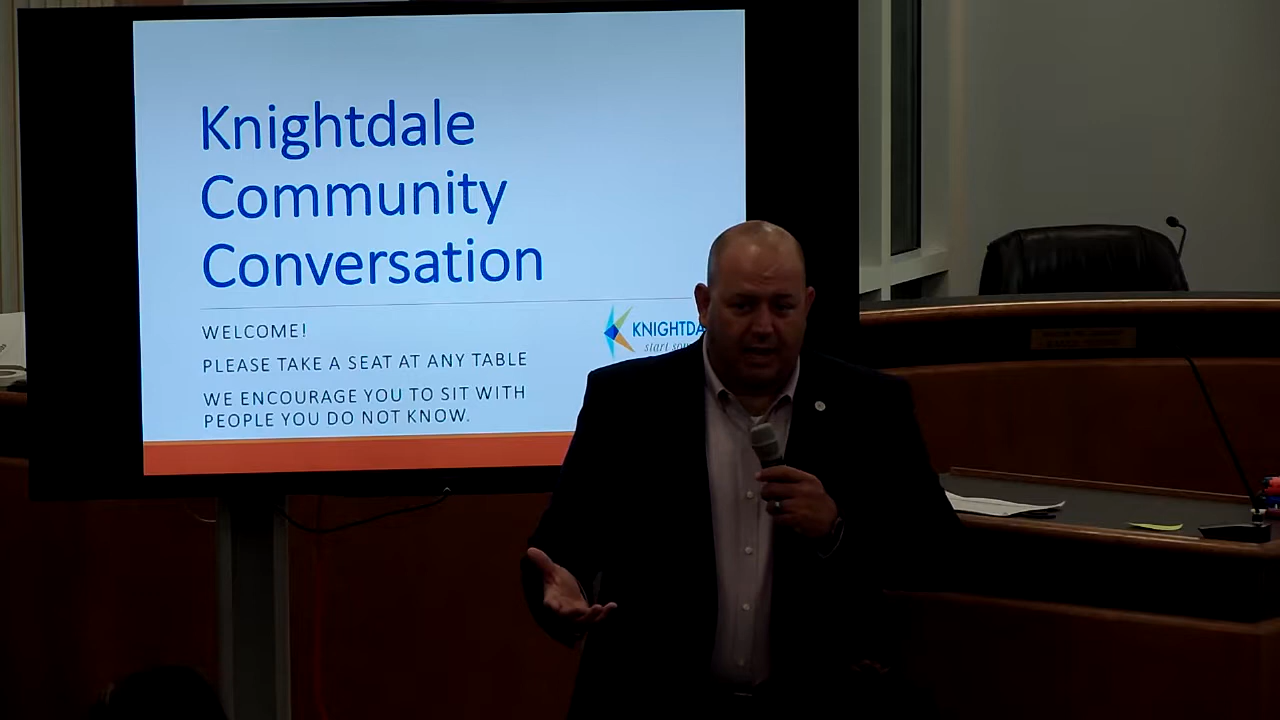 Knightdale
Community
Conversation
WELCOME!
PLEASE TAKE A SEAT AT ANY TABLE
WE ENCOURAGE YOU TO SIT WITH
PEOPLE YOU DO NOT KNOW.
KNIGHTDA
start